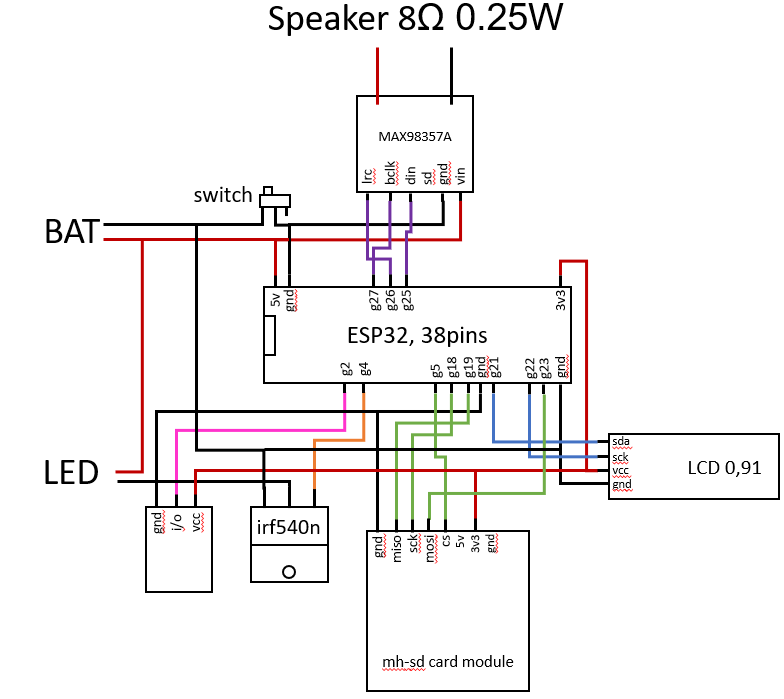 Speaker 8Ω 0.25W
MAX98357A
lrc bclk din sd gnd vin
switch
BAT
5v gnd g27 g26 g25 3v3
ESP32, 38pins
g2 g4 g5 g18 g19 gnd g21 g22 g23 gnd
sda
sck
vcc
gnd
LCD 0,91
LED
gnd i/o vcc
irf540n
gnd miso sck mosi cs 5v 3v3 gnd
mh-sd card module